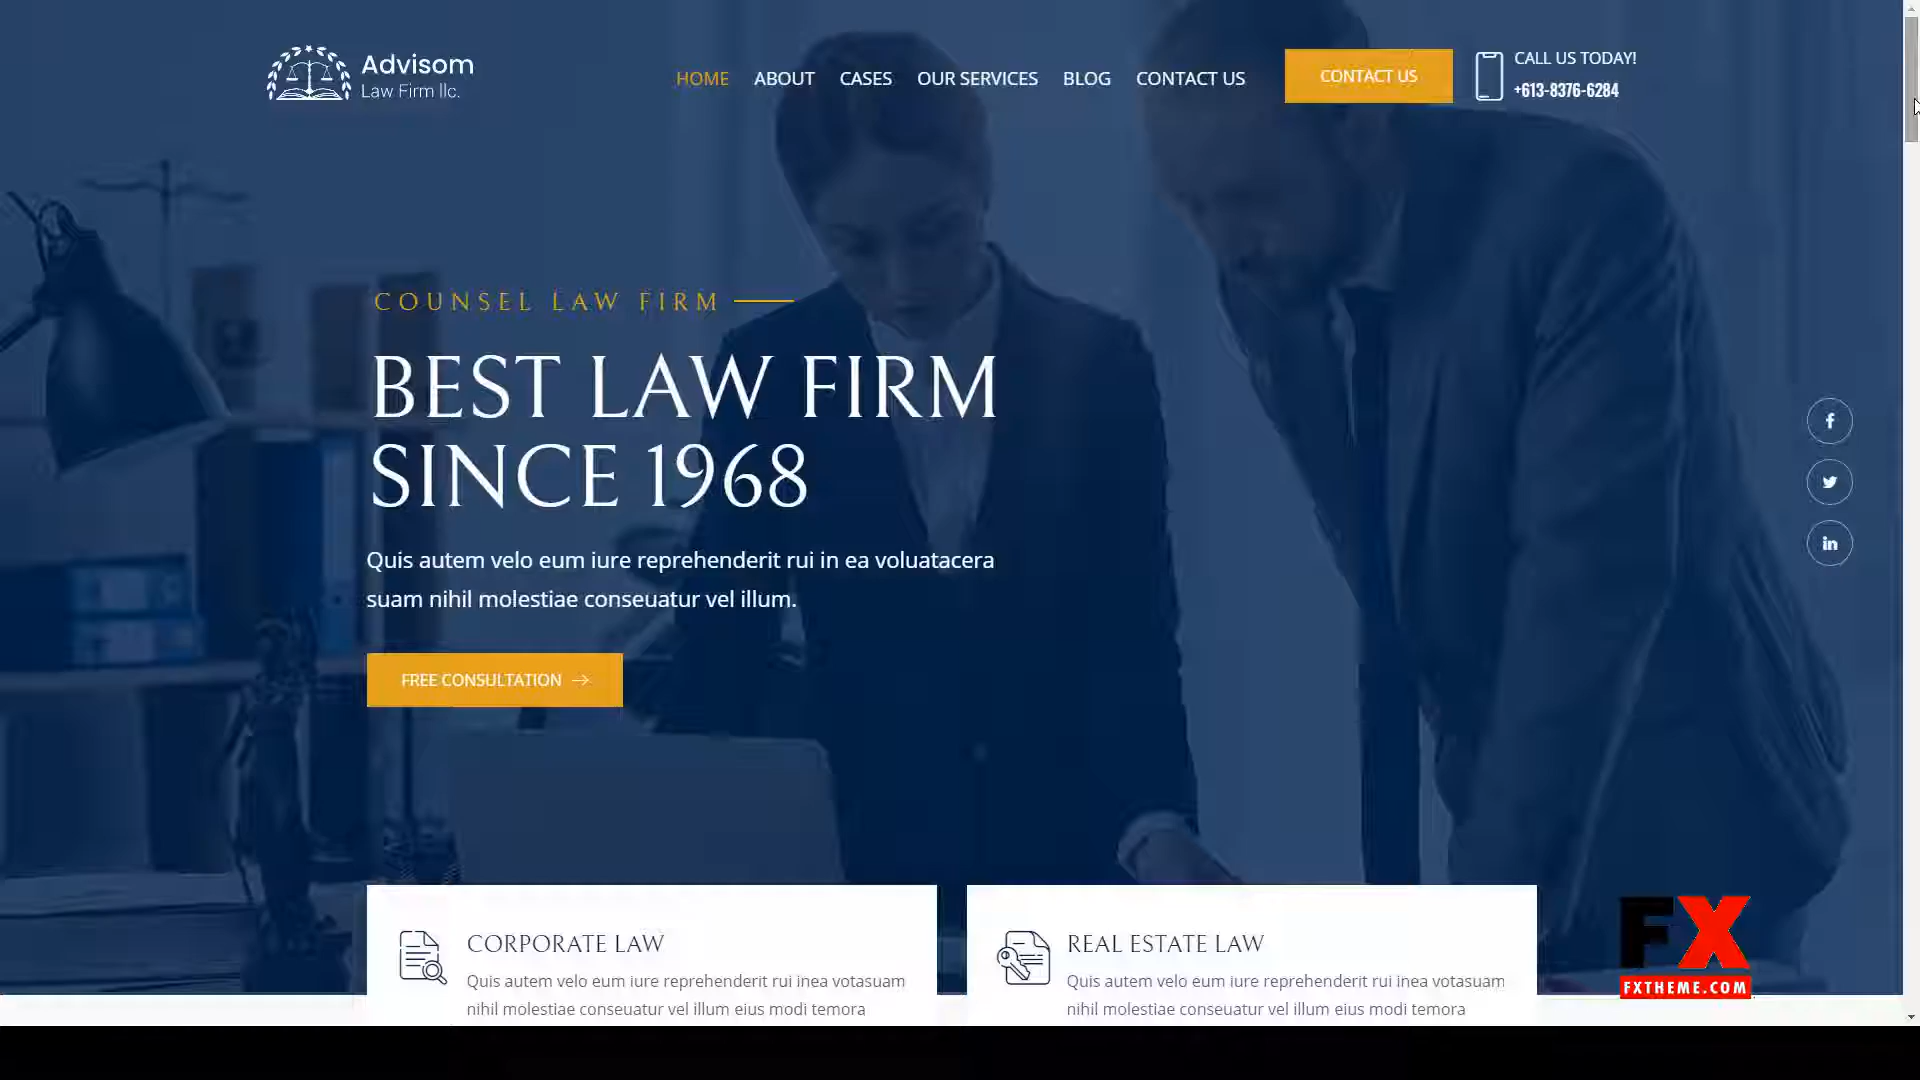 Advisom
Law Firm llc.
HOME ABOUT CASES OUR SERVICES BLOG CONTACT US
CONTACT US
CALL US TODAY!
+613-8376-6284
COUNSEL LAW FIRM
BEST LAW FIRM
SINCE 1968
Quis autem velo eum iure reprehenderit rui in ea voluatacera
suam nihil molestiae conseuatur vel illum.
FREE CONSULTATION
CORPORATE LAW
Quis autem velo eum iure reprehenderit rui inea votasuam
nihil molestiae conseuatur vel illum eius modi temora
REAL ESTATE LAW
Quis autem velo eum iure reprehenderit rui inea votasuam
nihil molestiae conseuatur vel illum eius modi temora
FX
FXTHEME.COM